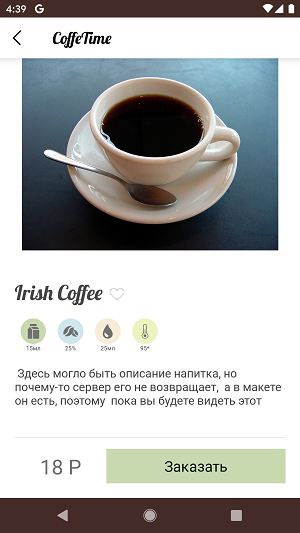 4:39 G
CoffeTime
Irish Coffee
15мл 25% 25мл 95°
Здесь могло быть описание напитка, но
почему-то сервер его не возвращает, а в макете
он есть, поэтому пока вы будете видеть этот
18 Р Заказать